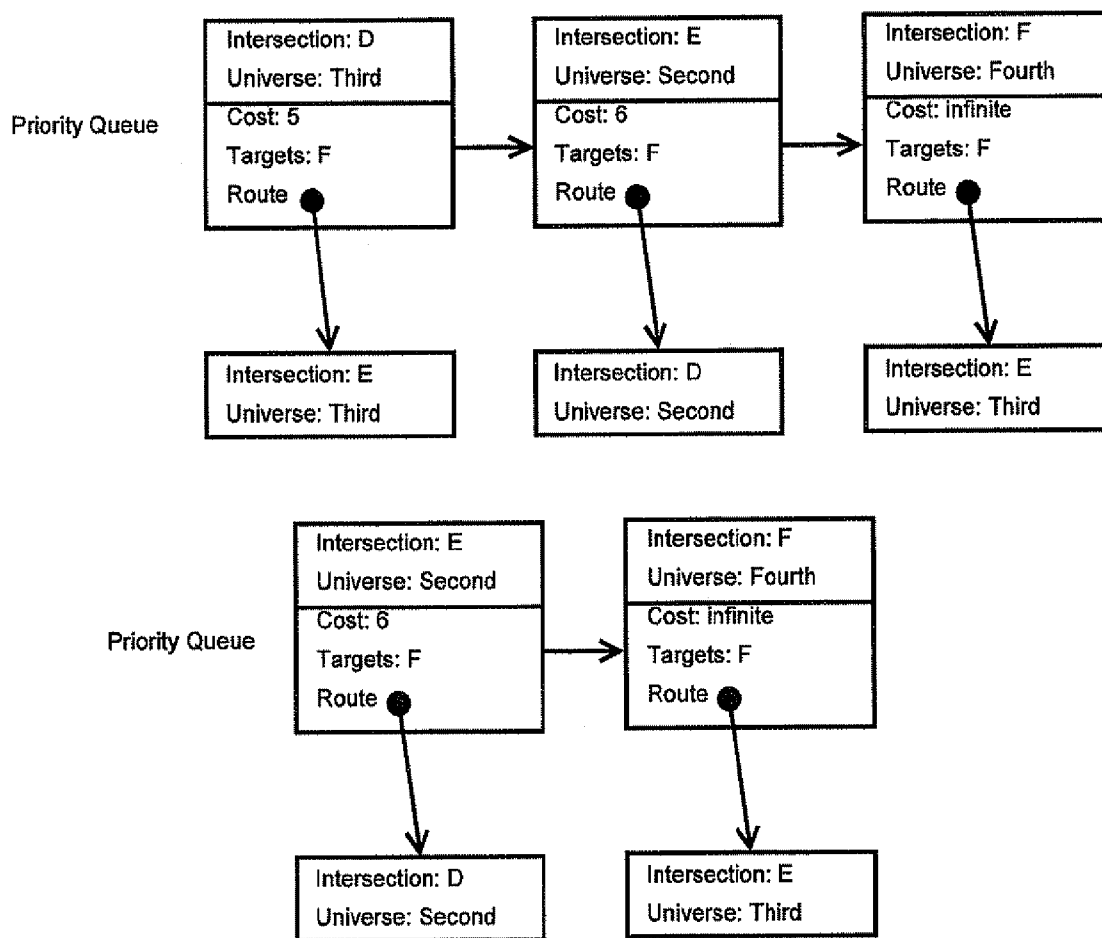 Priority Queue
Intersection: D
Universe: Third
Cost: 5
Targets: F
Route
Intersection: E
Universe: Second
Cost: 6
Targets: F
Route
Intersection: F
Universe: Fourth
Cost: infinite
Targets: F
Route
Intersection: E
Universe: Third
Intersection: D
Universe: Second
Intersection: E
Universe: Third
Priority Queue
Intersection: E
Universe: Second
Cost: 6
Targets: F
Route
Intersection: F
Universe: Fourth
Cost: infinite
Targets: F
Route
Intersection: D
Universe: Second
Intersection: E
Universe: Third